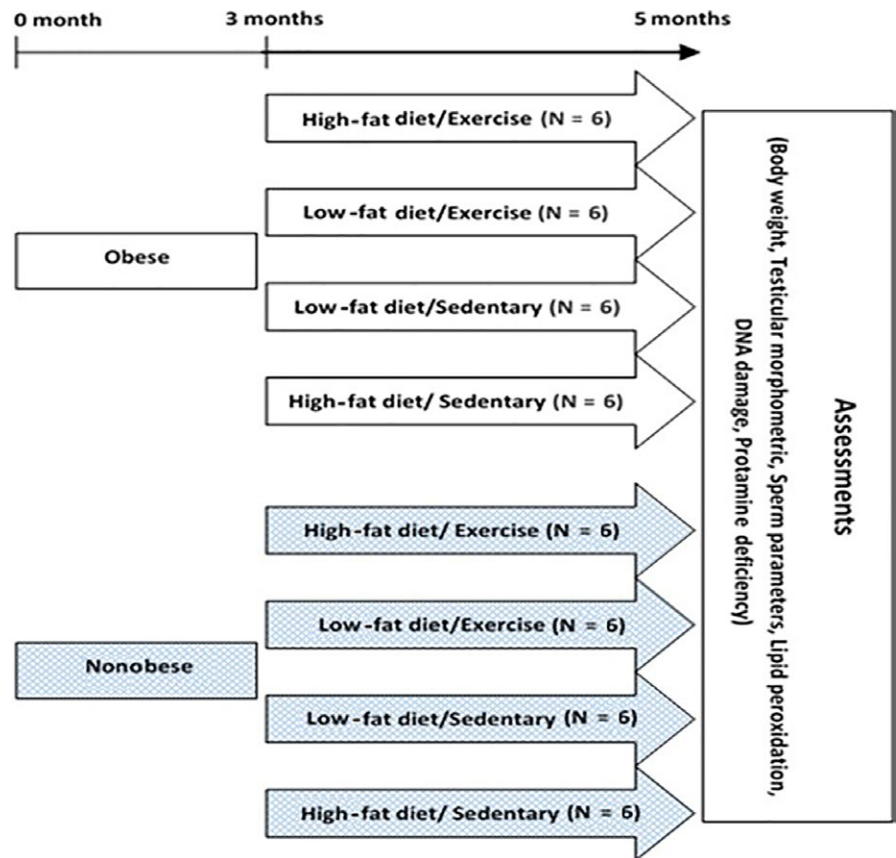 0 month 3 months 5 months
High-fat diet/Exercise (N = 6)
Low-fat diet/Exercise (N = 6)
Obese
Low-fat diet/Sedentary (N = 6)
High-fat diet/ Sedentary (N = 6)
High-fat diet/ Exercise (N = 6)
Low-fat diet/Exercise (N = 6)
Nonobese
Low-fat diet/Sedentary (N = 6)
High-fat diet/ Sedentary (N = 6)
Assessments
(Body weight, Testicular morphometric, Sperm parameters, Lipid peroxidation,
DNA damage, Protamine deficiency)